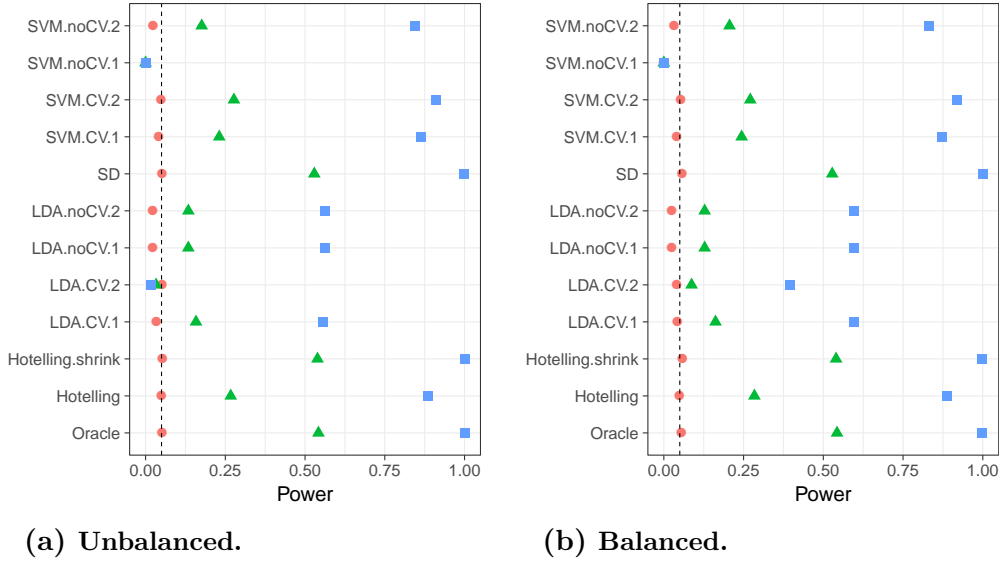 SVM.noCV.2
SVM.noCV.1
SVM.CV.2
SVM.CV.1
SD
LDA.noCV.2
LDA.noCV.1
LDA.CV.2
LDA.CV.1
Hotelling.shrink
Hotelling
Oracle
0.00 0.25 0.50 0.75 1.00
Power
(a) Unbalanced.
SVM.noCV.2
SVM.noCV.1
SVM.CV.2
SVM.CV.1
SD
LDA.noCV.2
LDA.noCV.1
LDA.CV.2
LDA.CV.1
Hotelling.shrink
Hotelling
Oracle
0.00 0.25 0.50 0.75 1.00
Power
(b) Balanced.